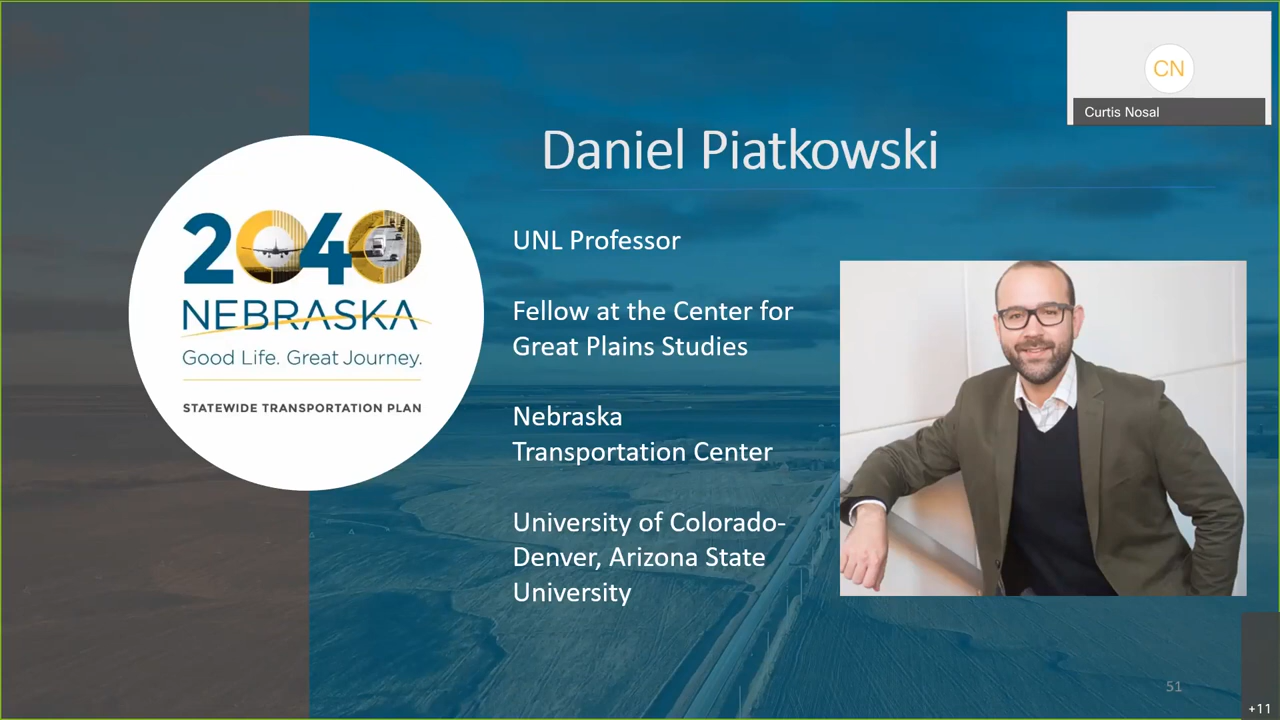 CN
Curtis Nosal
Daniel Piatkowski
2040
NEBRASKA
Good Life. Great Journey.
STATEWIDE TRANSPORTATION PLAN
UNL Professor
Fellow at the Center for
Great Plains Studies
Nebraska
Transportation Center
University of Colorado-
Denver, Arizona State
University
51
+11